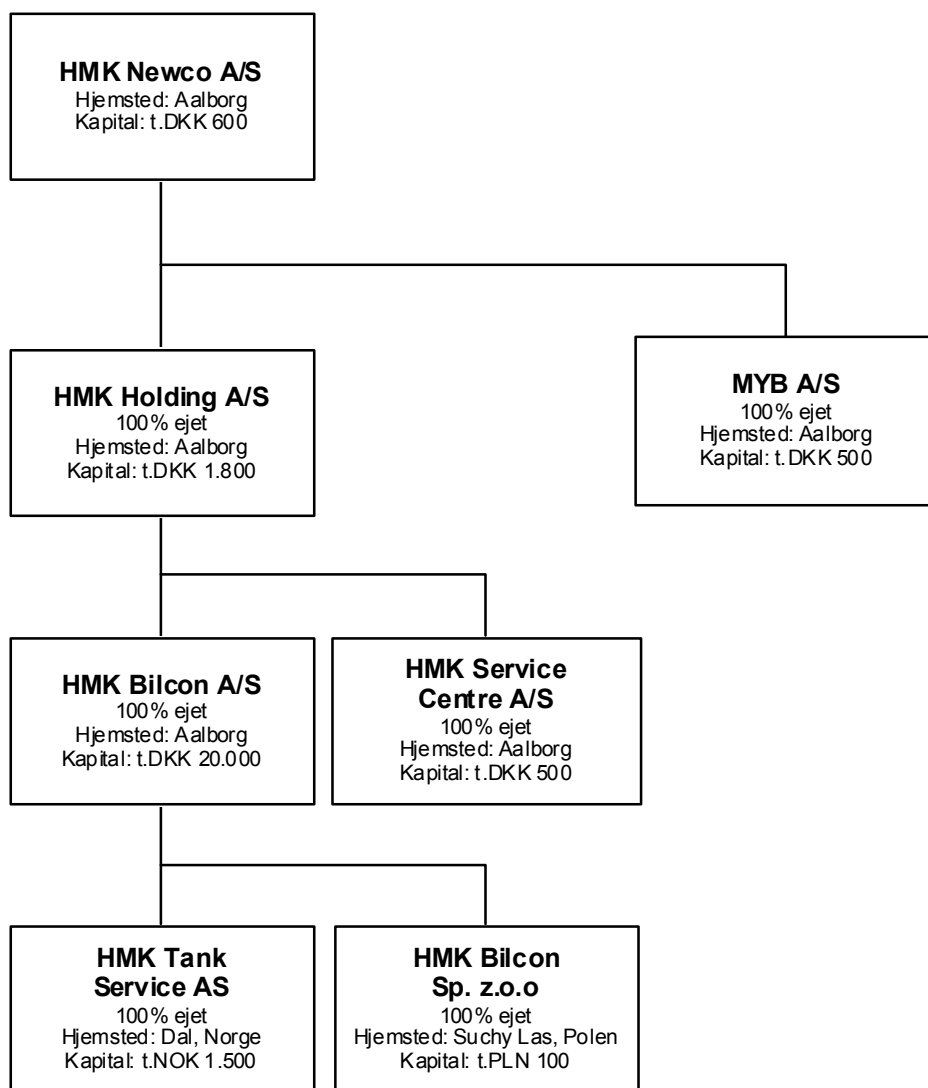 HMK Newco A/S
Hjemsted: Aalborg
Kapital: t.DKK 600
HMK Holding A/S
100% ejet
Hjemsted: Aalborg
Kapital: t.DKK 1.800
MYB A/S
100% ejet
Hjemsted: Aalborg
Kapital: t.DKK 500
HMK Bilcon A/S
100% ejet
Hjemsted: Aalborg
Kapital: t.DKK 20.000
HMK Service
Centre A/S
100% ejet
Hjemsted: Aalborg
Kapital: t.DKK 500
HMK Tank
Service AS
100% ejet
Hjemsted: Dal, Norge
Kapital: t.NOK 1.500
HMK Bilcon
Sp. z.o.o
100% ejet
Hjemsted: Suchy Las, Polen
Kapital: t.PLN 100